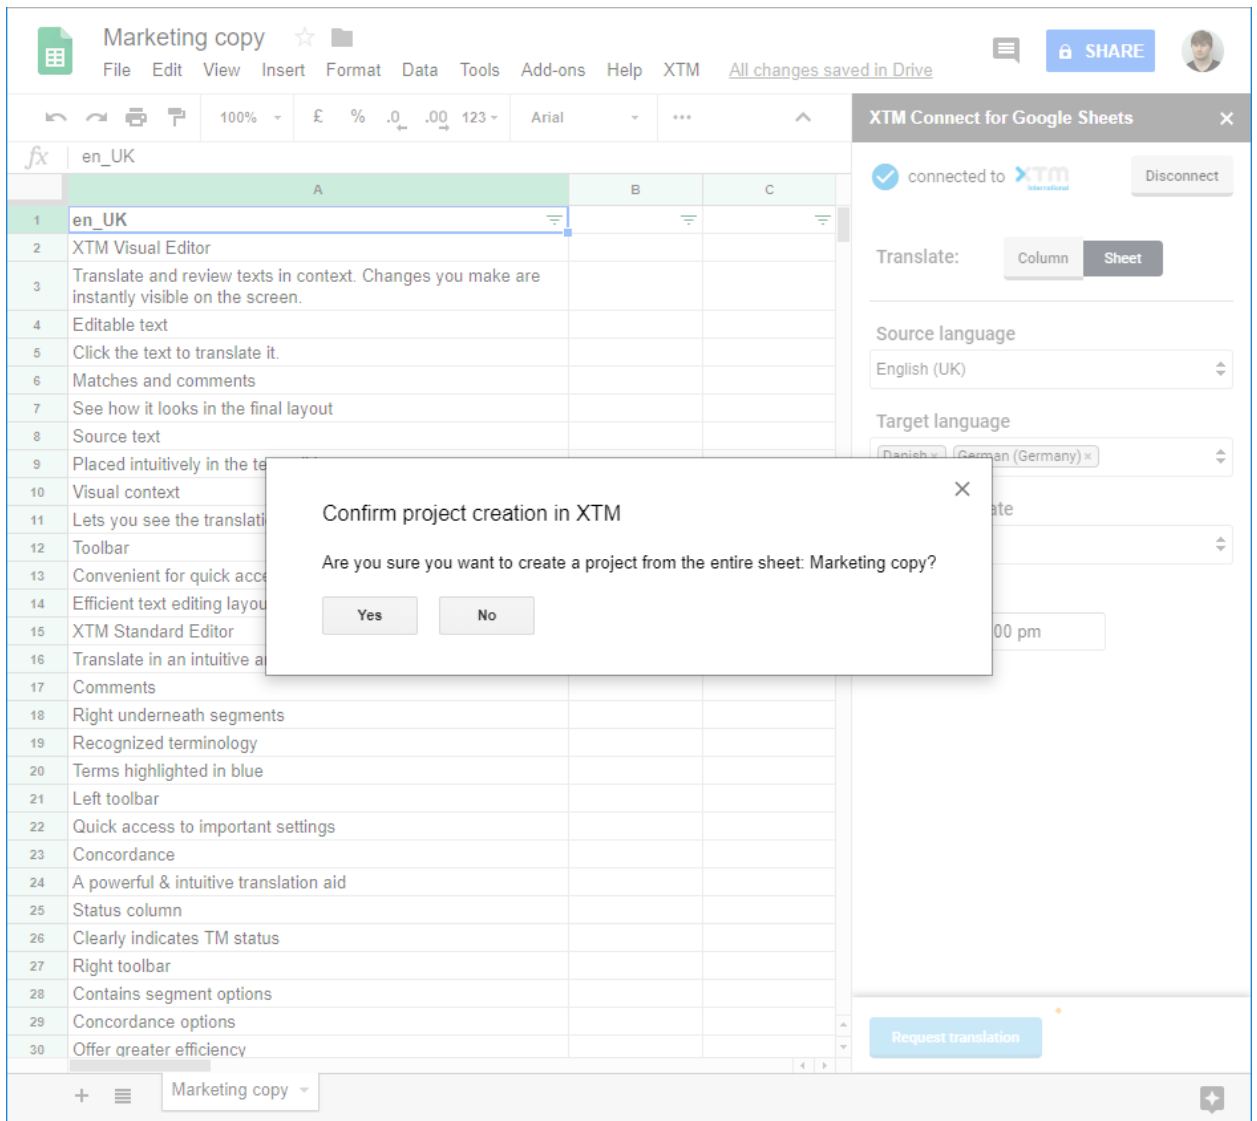 Marketing copy
File Edit View Insert Format Data Tools Add-ons Help XTM All changes saved in Drive
SHARE
100% £ % .0 .00 123 Arial
XTM Connect for Google Sheets
fx en_UK
connected to XTM International
Disconnect
A B C
1 en_UK
2 XTM Visual Editor
3 Translate and review texts in context. Changes you make are
instantly visible on the screen.
4 Editable text
5 Click the text to translate it.
6 Matches and comments
7 See how it looks in the final layout
8 Source text
9 Placed intuitively in the
10 Visual context
11 Lets you see the
12 Toolbar
13 Convenient for quick
14 Efficient text editing
15 XTM Standard Editor
16 Translate in an intuitive
17 Comments
18 Right underneath segments
19 Recognized terminology
20 Terms highlighted in blue
21 Left toolbar
22 Quick access to important settings
23 Concordance
24 A powerful & intuitive translation aid
25 Status column
26 Clearly indicates TM status
27 Right toolbar
28 Contains segment options
29 Concordance options
30 Offer greater efficiency
Translate: Column Sheet
Source language
English (UK)
Target language
Danish × German (Germany) ×
00 pm
Request translation
Confirm project creation in XTM
Are you sure you want to create a project from the entire sheet: Marketing copy?
Yes No
Marketing copy